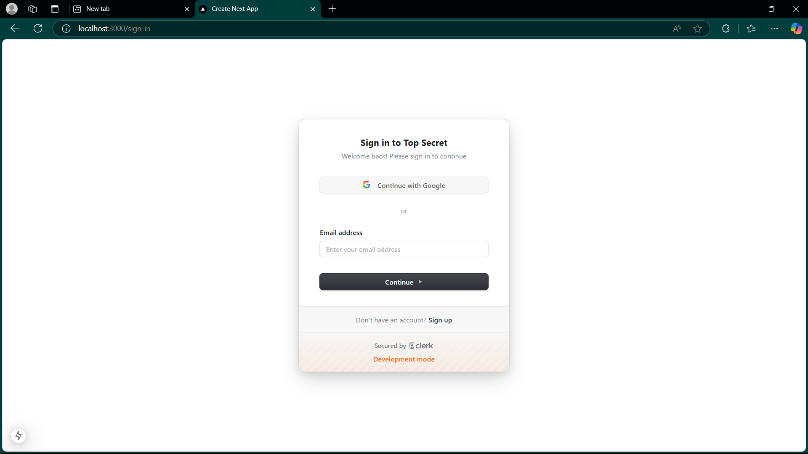 New tab
Create Next App
localhost:3000/sign-in
Sign in to Top Secret
Welcome back! Please sign in to continue
Continue with Google
or
Email address
Enter your email address
Continue
Don't have an account? Sign up
Secured by clerk
Development mode